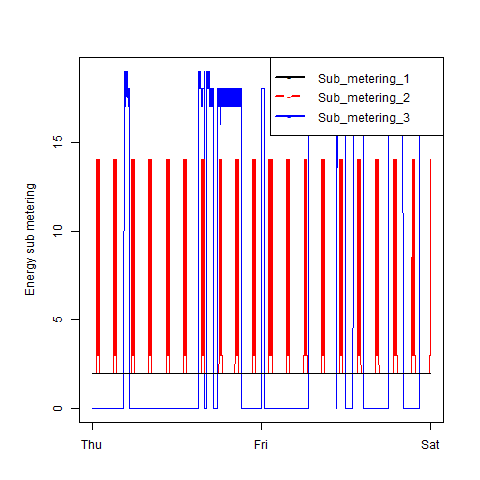 Sub_metering_1
Sub_metering_2
Sub_metering_3
Energy sub metering
15
10
5
0
Thu
Fri
Sat